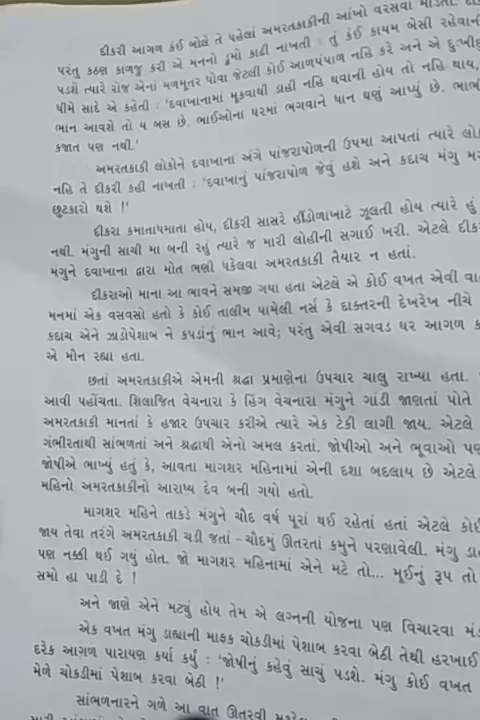 દીકરી આગળ કંઈ બોલે તે પહેલાં અમરતકાકીની આંખો વરસવા
પરંતુ કઠણ કાળજુ કરી એ મનનો ડૂમો કાઢી નાખતી : તું કંઈ કાયમ બેસી રહેવાની
પડશે ત્યારે રોજ એનાં મળમૂતર ધોવા જેટલી કોઈ આળપંપાળ નહિ કરે અને એ
ધીમે સાદે એ કહેતી : 'દવાખાનામાં મૂકવાથી ડાહી નહિ થવાની હોય તો નહિ થાય,
ભાન આવશે તો ય બસ છે. ભાઈઓના ઘરમાં ભગવાને ધાન ઘણું આપ્યું છે. ભાભી
કજાત પણ નથી.'
અમરતકાકી લોકોને દવાખાના અંગે પાંજરાપોળની ઉપમા આપતાં ત્યારે
નહિ તે દીકરી કહી નાખતી : 'દવાખાનું પાંજરાપોળ જેવું હશે અને કદાચ મંગુ
છુટકારો થશે !'
દીકરા કમાતાધમાતા હોય, દીકરી સાસરે હીંડોળાખાટે ઝૂલતી હોય ત્યારે હું
નથી. મંગુની સાચી મા બની રહું ત્યારે જ મારી લોહીની સગાઈ ખરી. એટલે
મંગુને દવાખાના દ્વારા મોત ભણી ધકેલવા અમરતકાકી તૈયાર ન હતાં.
દીકરાઓ માના આ ભાવને સમજી ગયા હતા એટલે એ કોઈ વખત એવી
મનમાં એક વસવસો હતો કે કોઈ તાલીમ પામેલી નર્સ કે દાક્તરની દેખરેખ નીચે
કદાચ એને ઝાડોપેશાબ ને કપડાંનું ભાન આવે; પરંતુ એવી સગવડ ઘર આગળ
એ મૌન રહ્યા હતા.
છતાં અમરતકાકીએ એમની શ્રદ્ધા પ્રમાણેના ઉપચાર ચાલુ રાખ્યા હતા.
આવી પહોંચતા. શિલાજિત વેચનારા કે હિંગ વેચનારા મંગુને ગાંડી જાણતાં પોતે
અમરતકાકી માનતાં કે હજાર ઉપચાર કરીએ ત્યારે એક ટેકી લાગી જાય. એટલે
ગંભીરતાથી સાંભળતાં અને શ્રદ્ધાથી એનો અમલ કરતાં. જોષીઓ અને ભૂવાઓ પણ
જોષીએ ભાખ્યું હતું કે, આવતા માગશર મહિનામાં એની દશા બદલાય છે એટલે
મહિનો અમરતકાકીનો આરાધ્ય દેવ બની ગયો હતો.
માગશર મહિને તાકડે મંગુને ચૌદ વર્ષ પૂરાં થઈ રહેતાં હતાં એટલે કોઈ
જાય તેવા તરંગે અમરતકાકી ચડી જતાં - ચૌદમું ઊતરતાં કમુને પરણાવેલી. મંગુ
પણ નક્કી થઈ ગયું હોત. જો માગશર મહિનામાં એને મટે તો... મૂઈનું રૂપ તો
સમો હા પાડી દે !
અને જાણે એને મટ્યું હોય તેમ એ લગ્નની યોજના પણ વિચારવા
એક વખત મંગુ ડાહ્યાની માફક ચોકડીમાં પેશાબ કરવા બેઠી તેથી હરખાઈ
દરેક આગળ પારાયણ કર્યા કર્યું : 'જોષીનું કહેવું સાચું પડશે. મંગુ કોઈ વખત
મેળે ચોકડીમાં પેશાબ કરવા બેઠી !'
સાંભળનારને ગળે આ વાત ઊતરવી